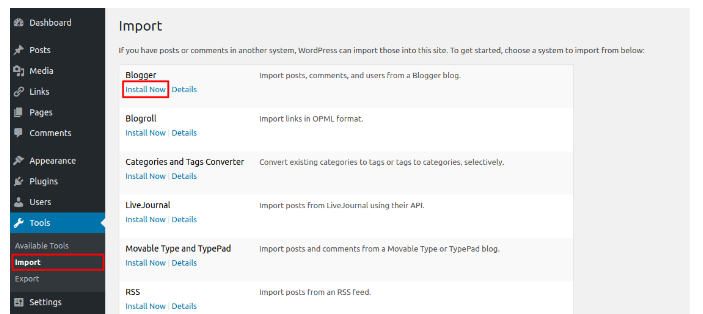 Dashboard
Posts
Media
Links
Pages
Comments
Appearance
Plugins
Users
Tools
Available Tools
Import
Export
Settings
Import
If you have posts or comments in another system, WordPress can import those into this site. To get started, choose a system to import from below:
Blogger Import posts, comments, and users from a Blogger blog.
Install Now | Details
Blogroll Import links in OPML format.
Install Now | Details
Categories and Tags Converter Convert existing categories to tags or tags to categories, selectively.
Install Now | Details
LiveJournal Import posts from LiveJournal using their API.
Install Now | Details
Movable Type and TypePad Import posts and comments from a Movable Type or TypePad blog.
Install Now | Details
RSS Import posts from an RSS feed.
Install Now | Details